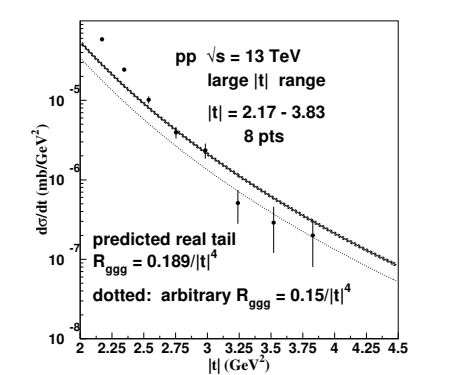 pp √s = 13 TeV
large |t| range
|t| = 2.17 - 3.83
8 pts
10 -5
10 -6
10 -7
10 -8
dσ/dt (mb/GeV²)
predicted real tail
R_ggg = 0.189/|t|⁴
dotted: arbitrary R_ggg = 0.15/|t|⁴
2 2.25 2.5 2.75 3 3.25 3.5 3.75 4 4.25 4.5
|t| (GeV²)